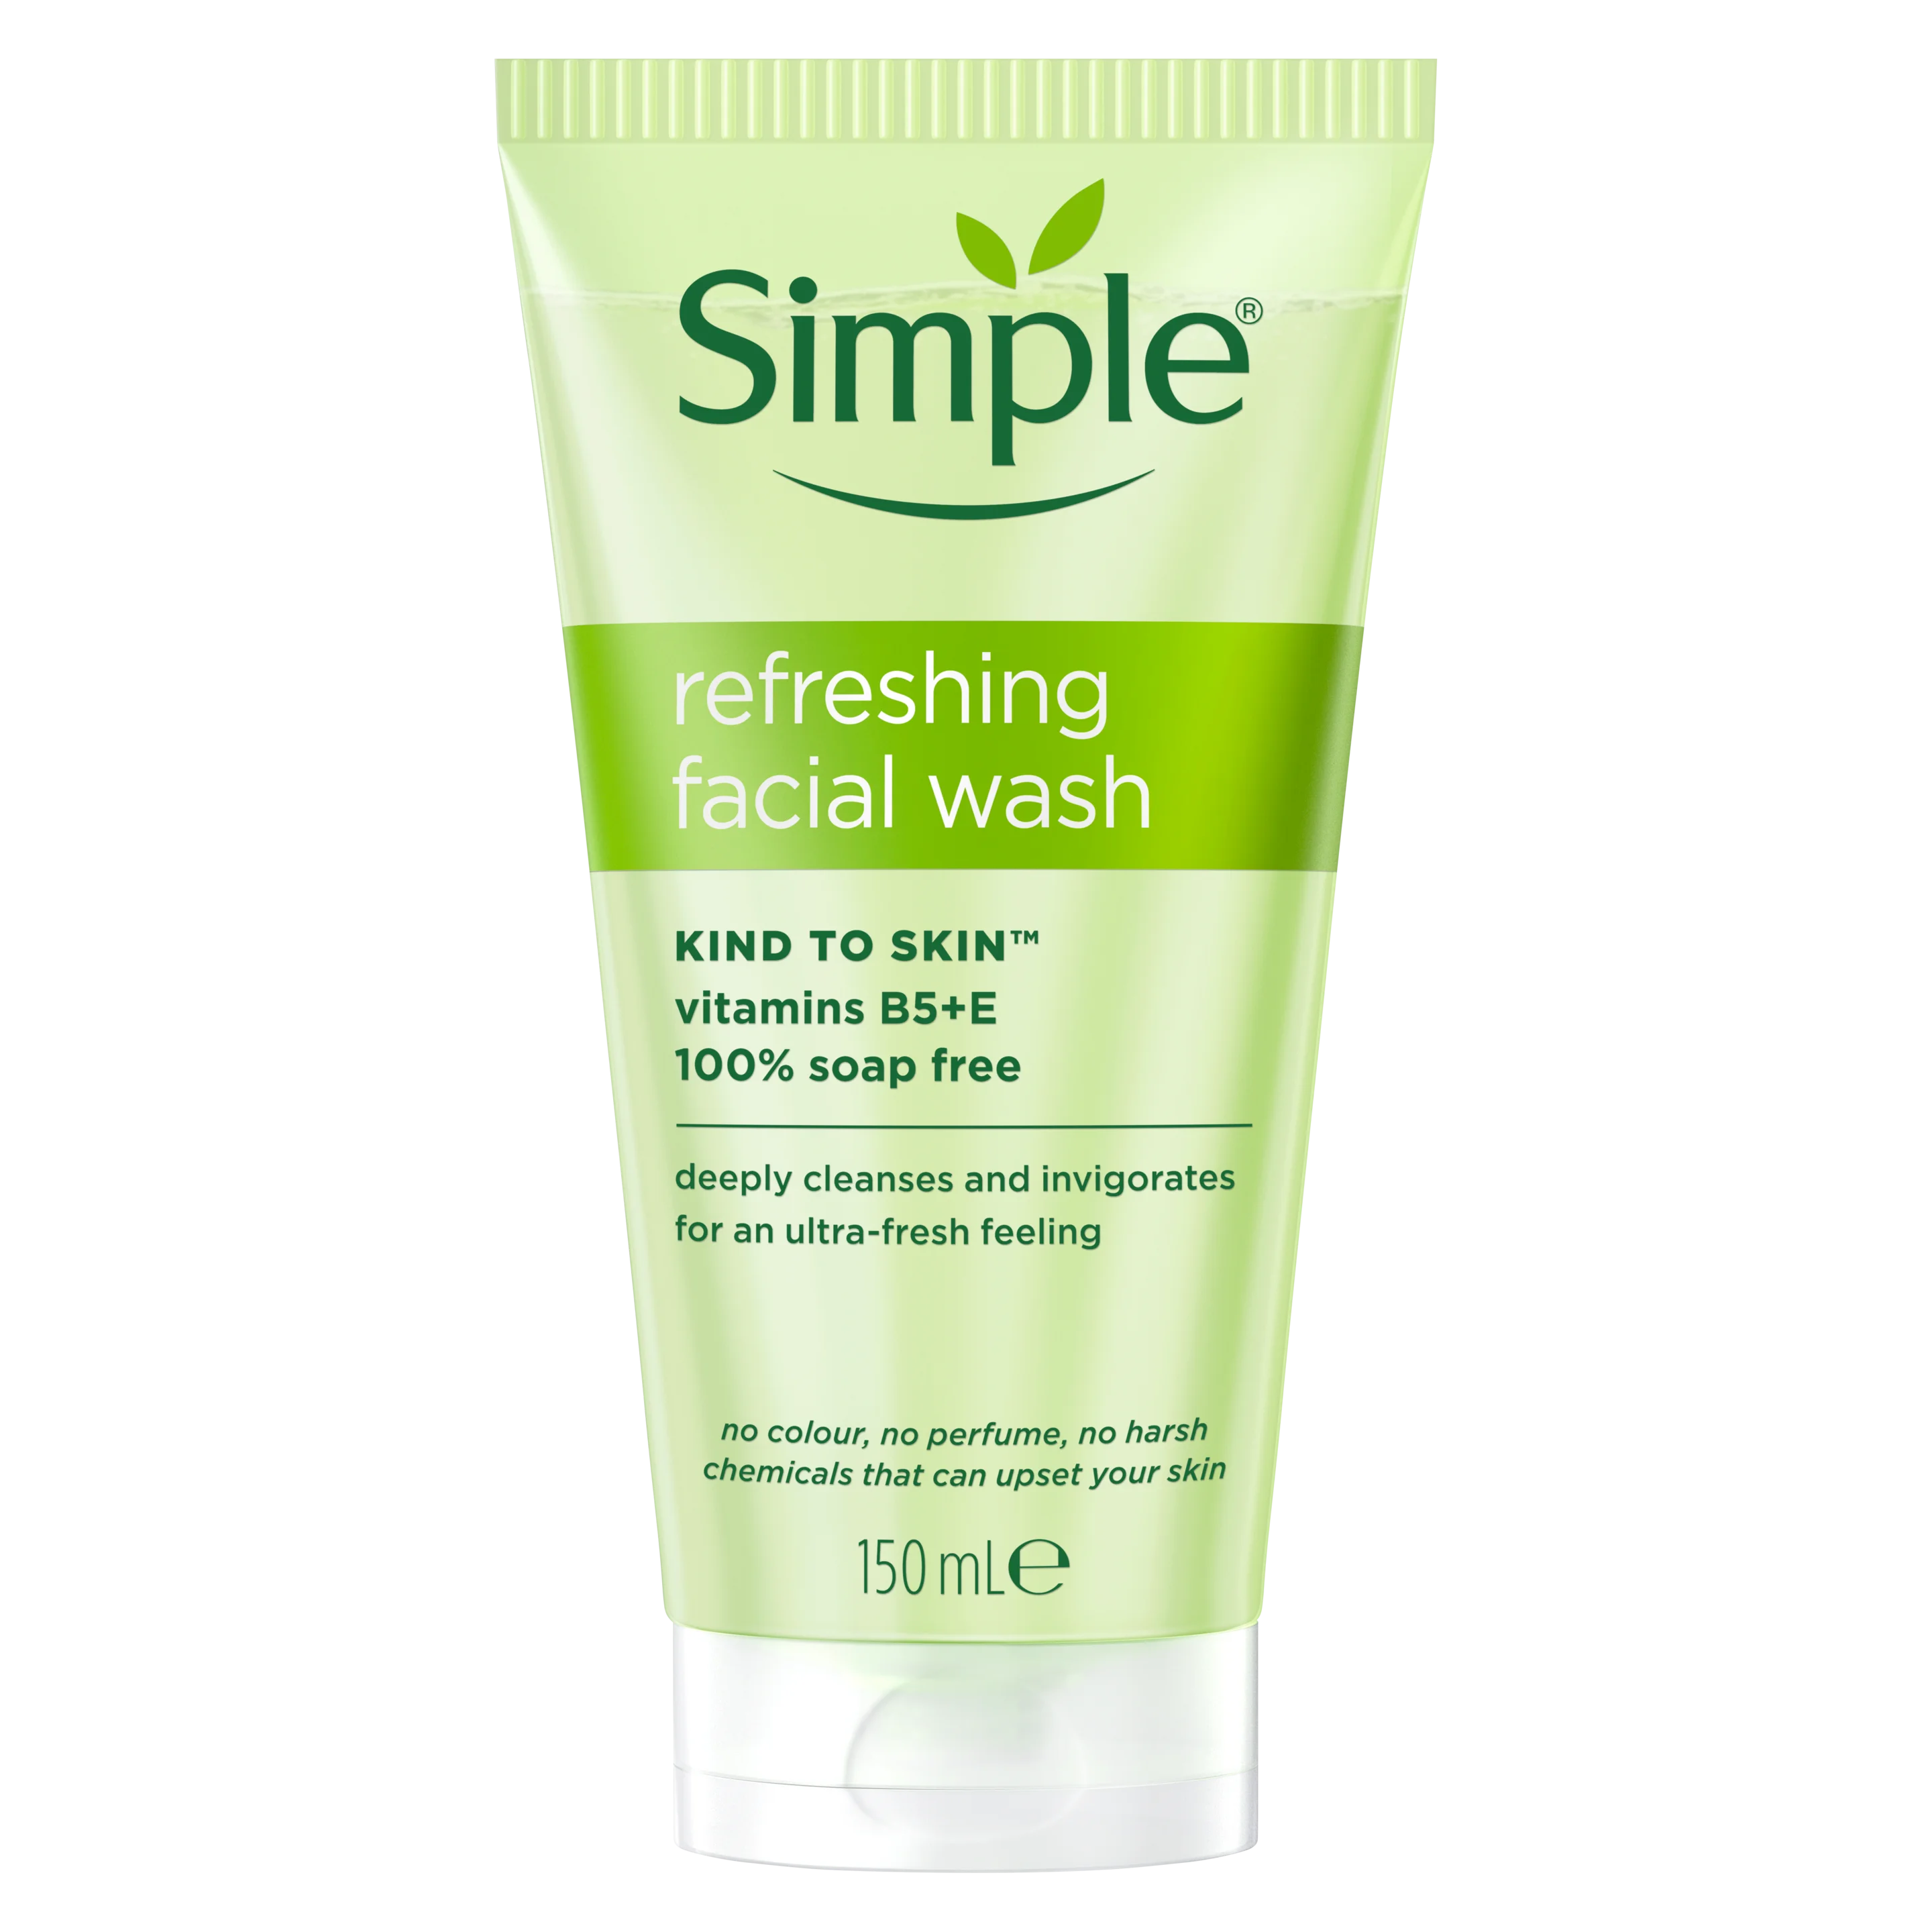 Simple®
refreshing
facial wash
KIND TO SKIN™
vitamins B5+E
100% soap free
deeply cleanses and invigorates
for an ultra-fresh feeling
no colour, no perfume, no harsh
chemicals that can upset your skin
150 mL℮